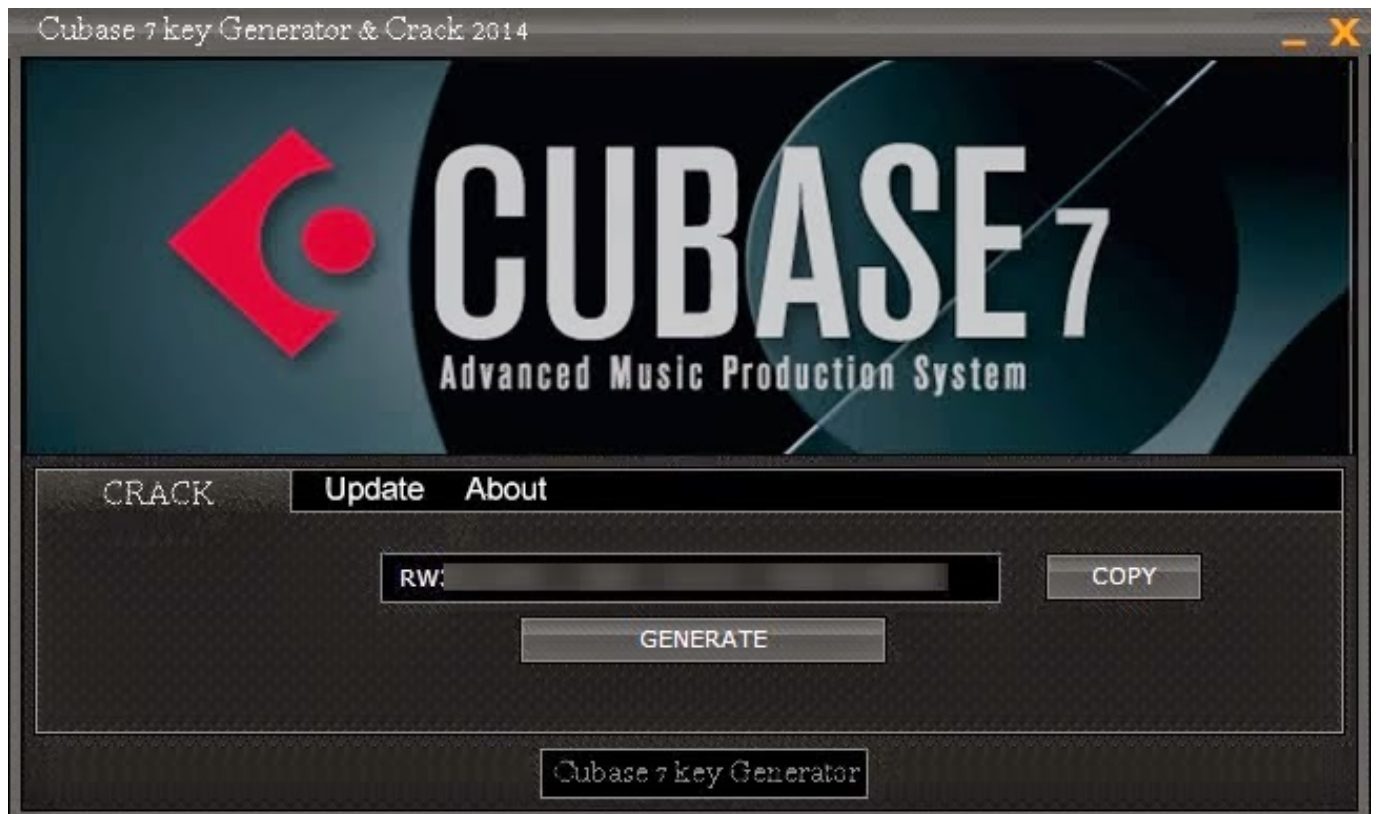 Cubase 7 key Generator & Crack 2014
CUBASE 7
Advanced Music Production System
CRACK Update About
COPY
GENERATE
Cubase 7 key Generator